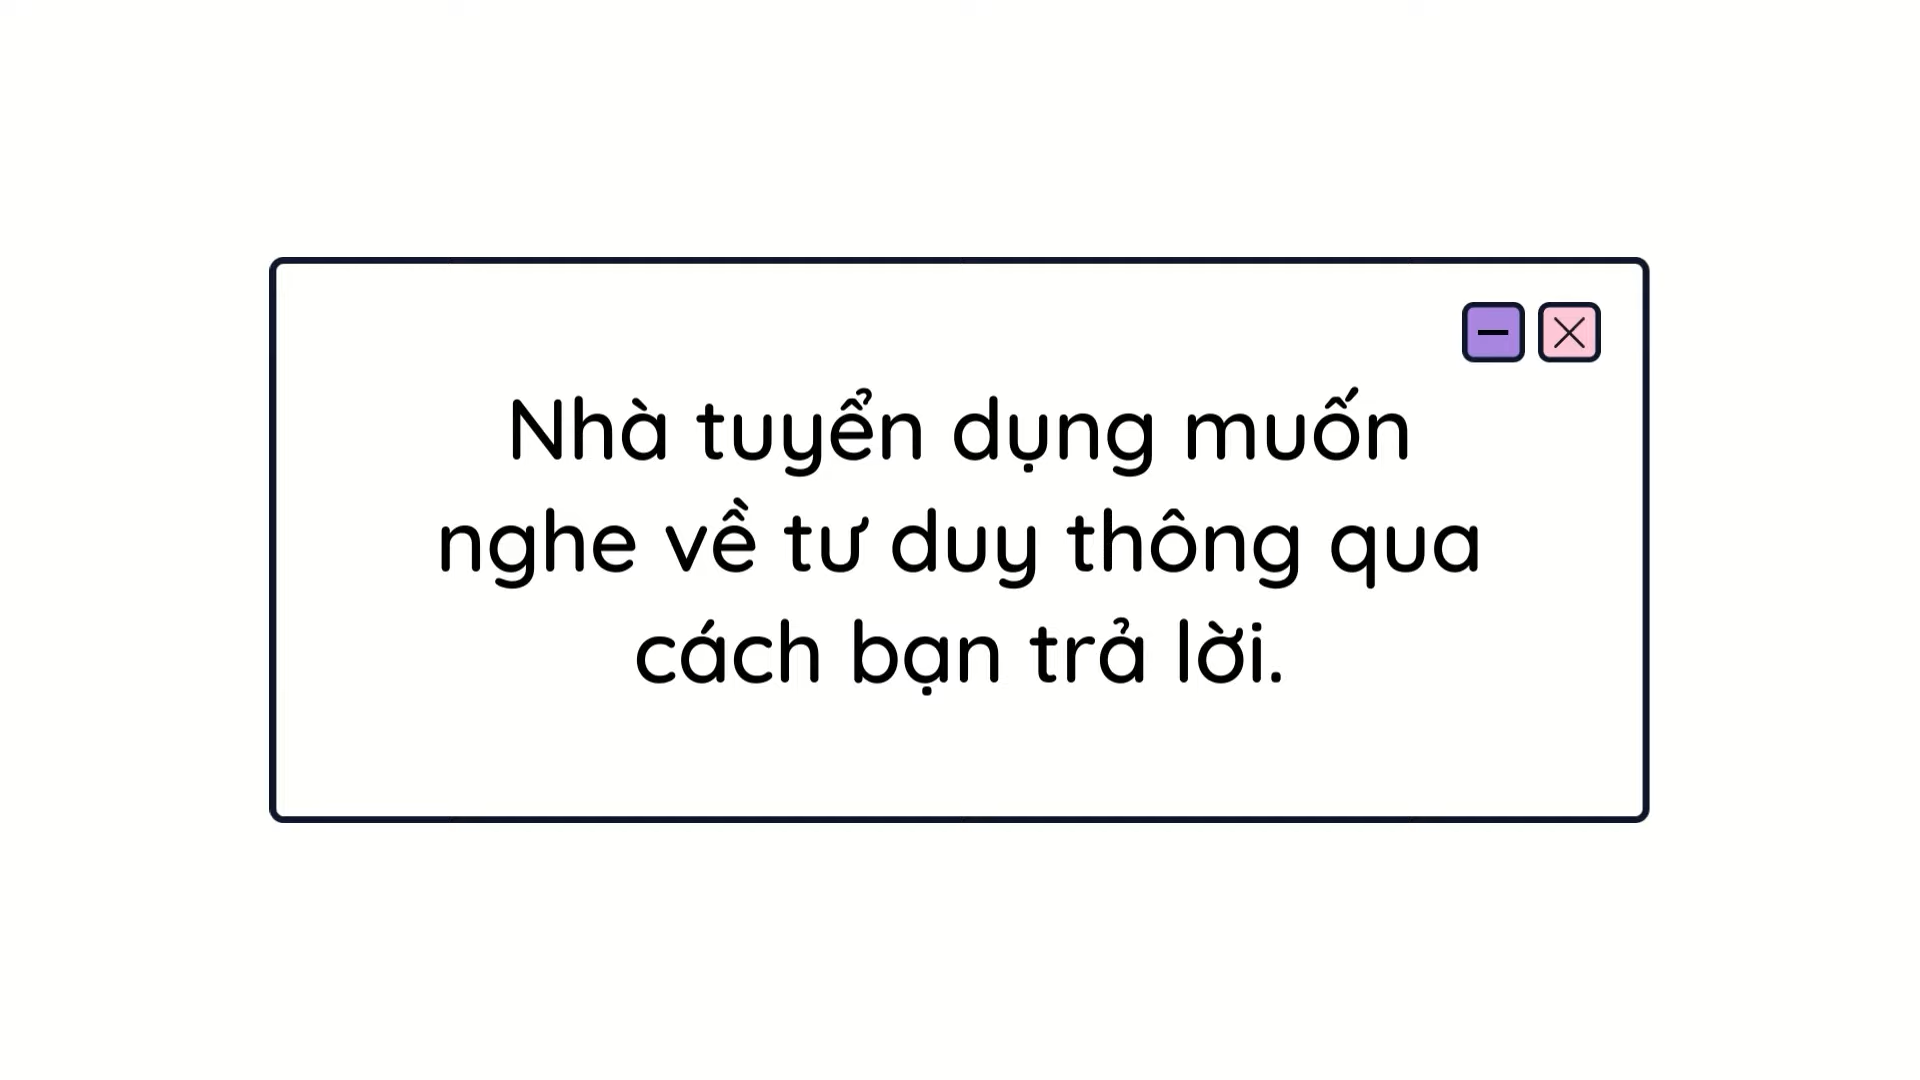 Nhà tuyển dụng muốn
nghe về tư duy thông qua
cách bạn trả lời.